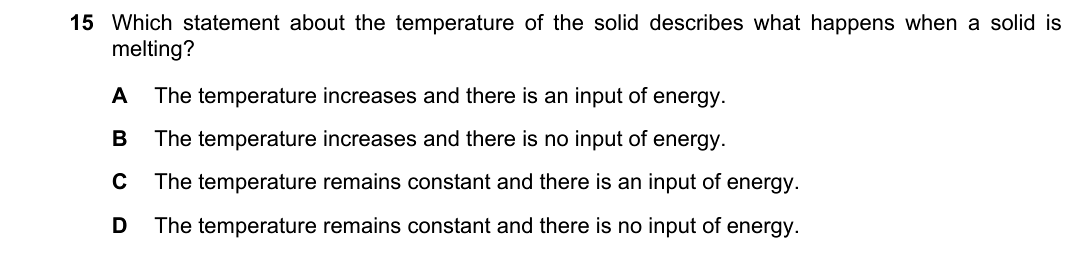 15 Which statement about the temperature of the solid describes what happens when a solid is
melting?
A The temperature increases and there is an input of energy.
B The temperature increases and there is no input of energy.
C The temperature remains constant and there is an input of energy.
D The temperature remains constant and there is no input of energy.